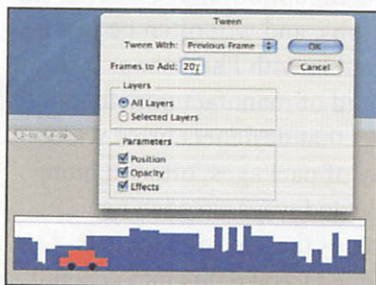 Tween
Tween With: Previous Frame
OK
Frames to Add: 20
Cancel
Layers
All Layers
Selected Layers
Parameters
Position
Opacity
Effects